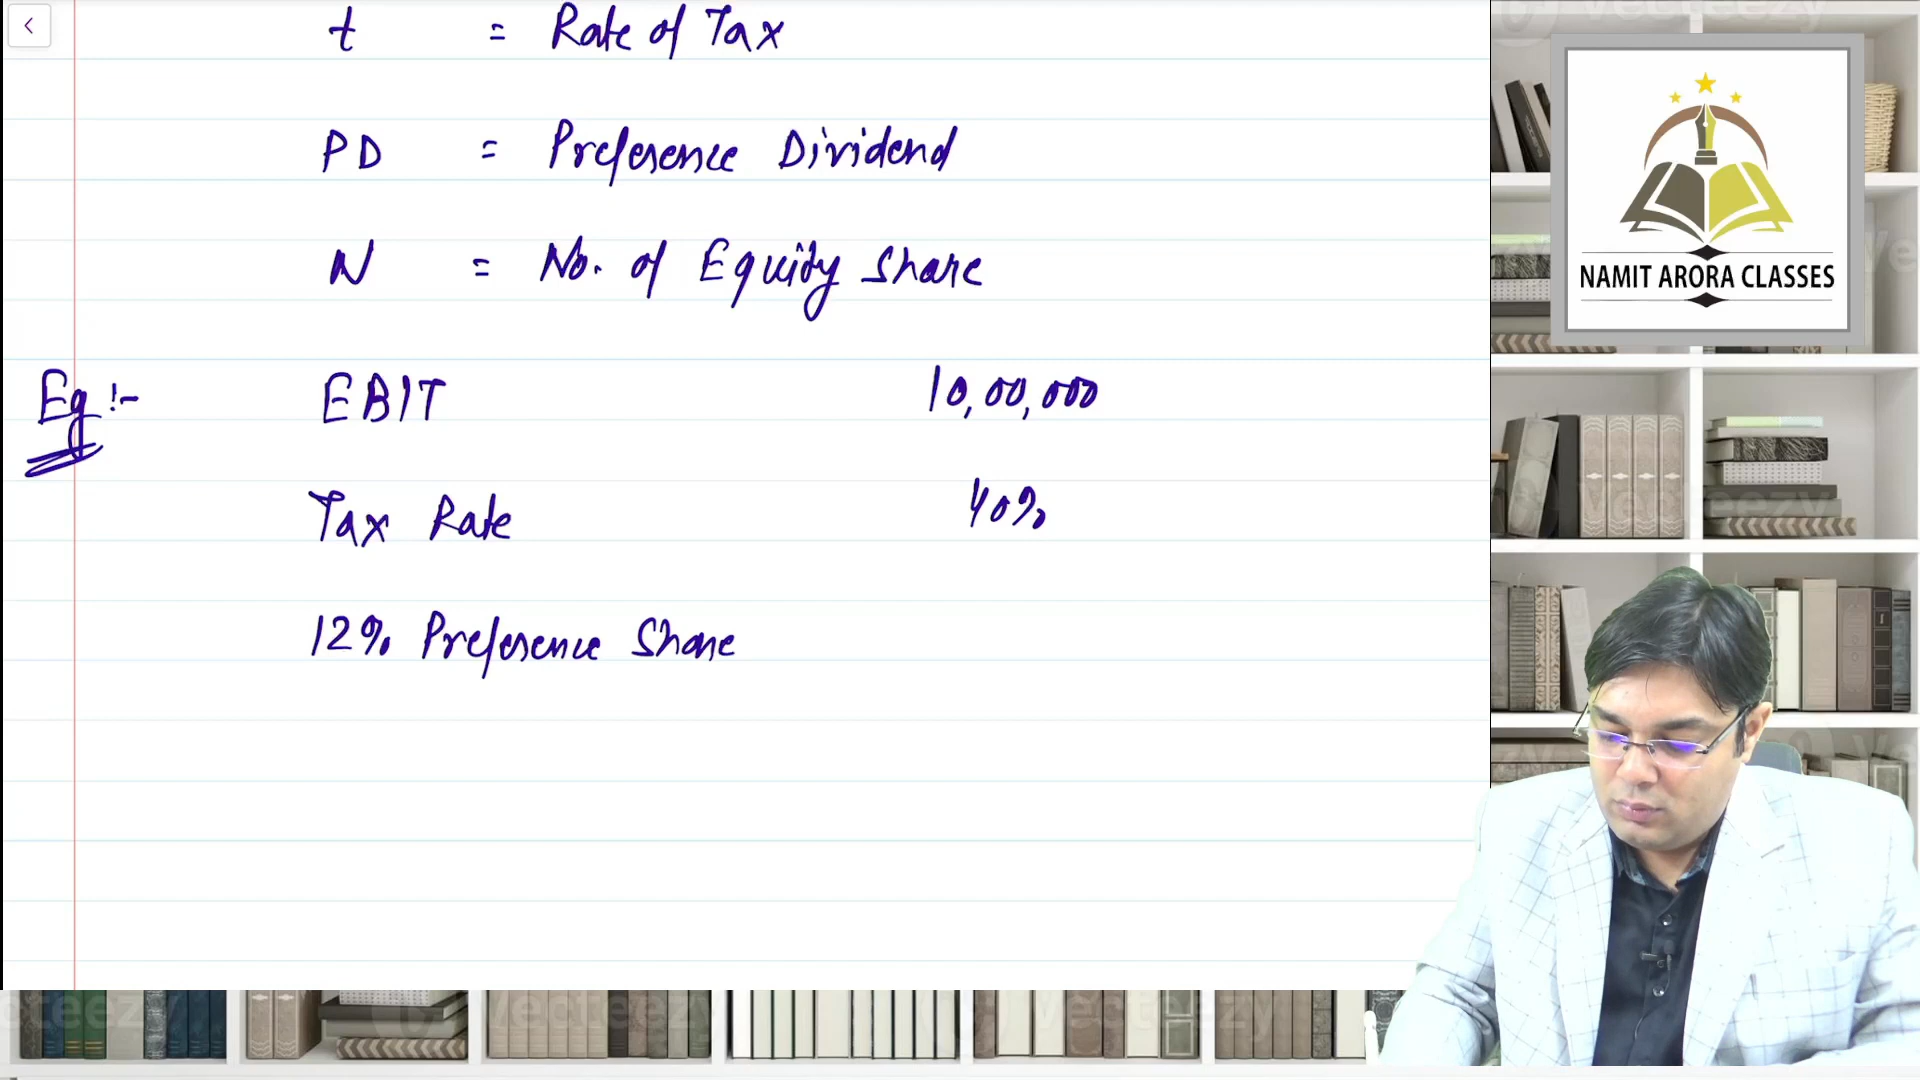 t = Rate of Tax
PD = Preference Dividend
N = No. of Equity Share
Eg :- EBIT 10,00,000
Tax Rate 40%
12% Preference Share
NAMIT ARORA CLASSES